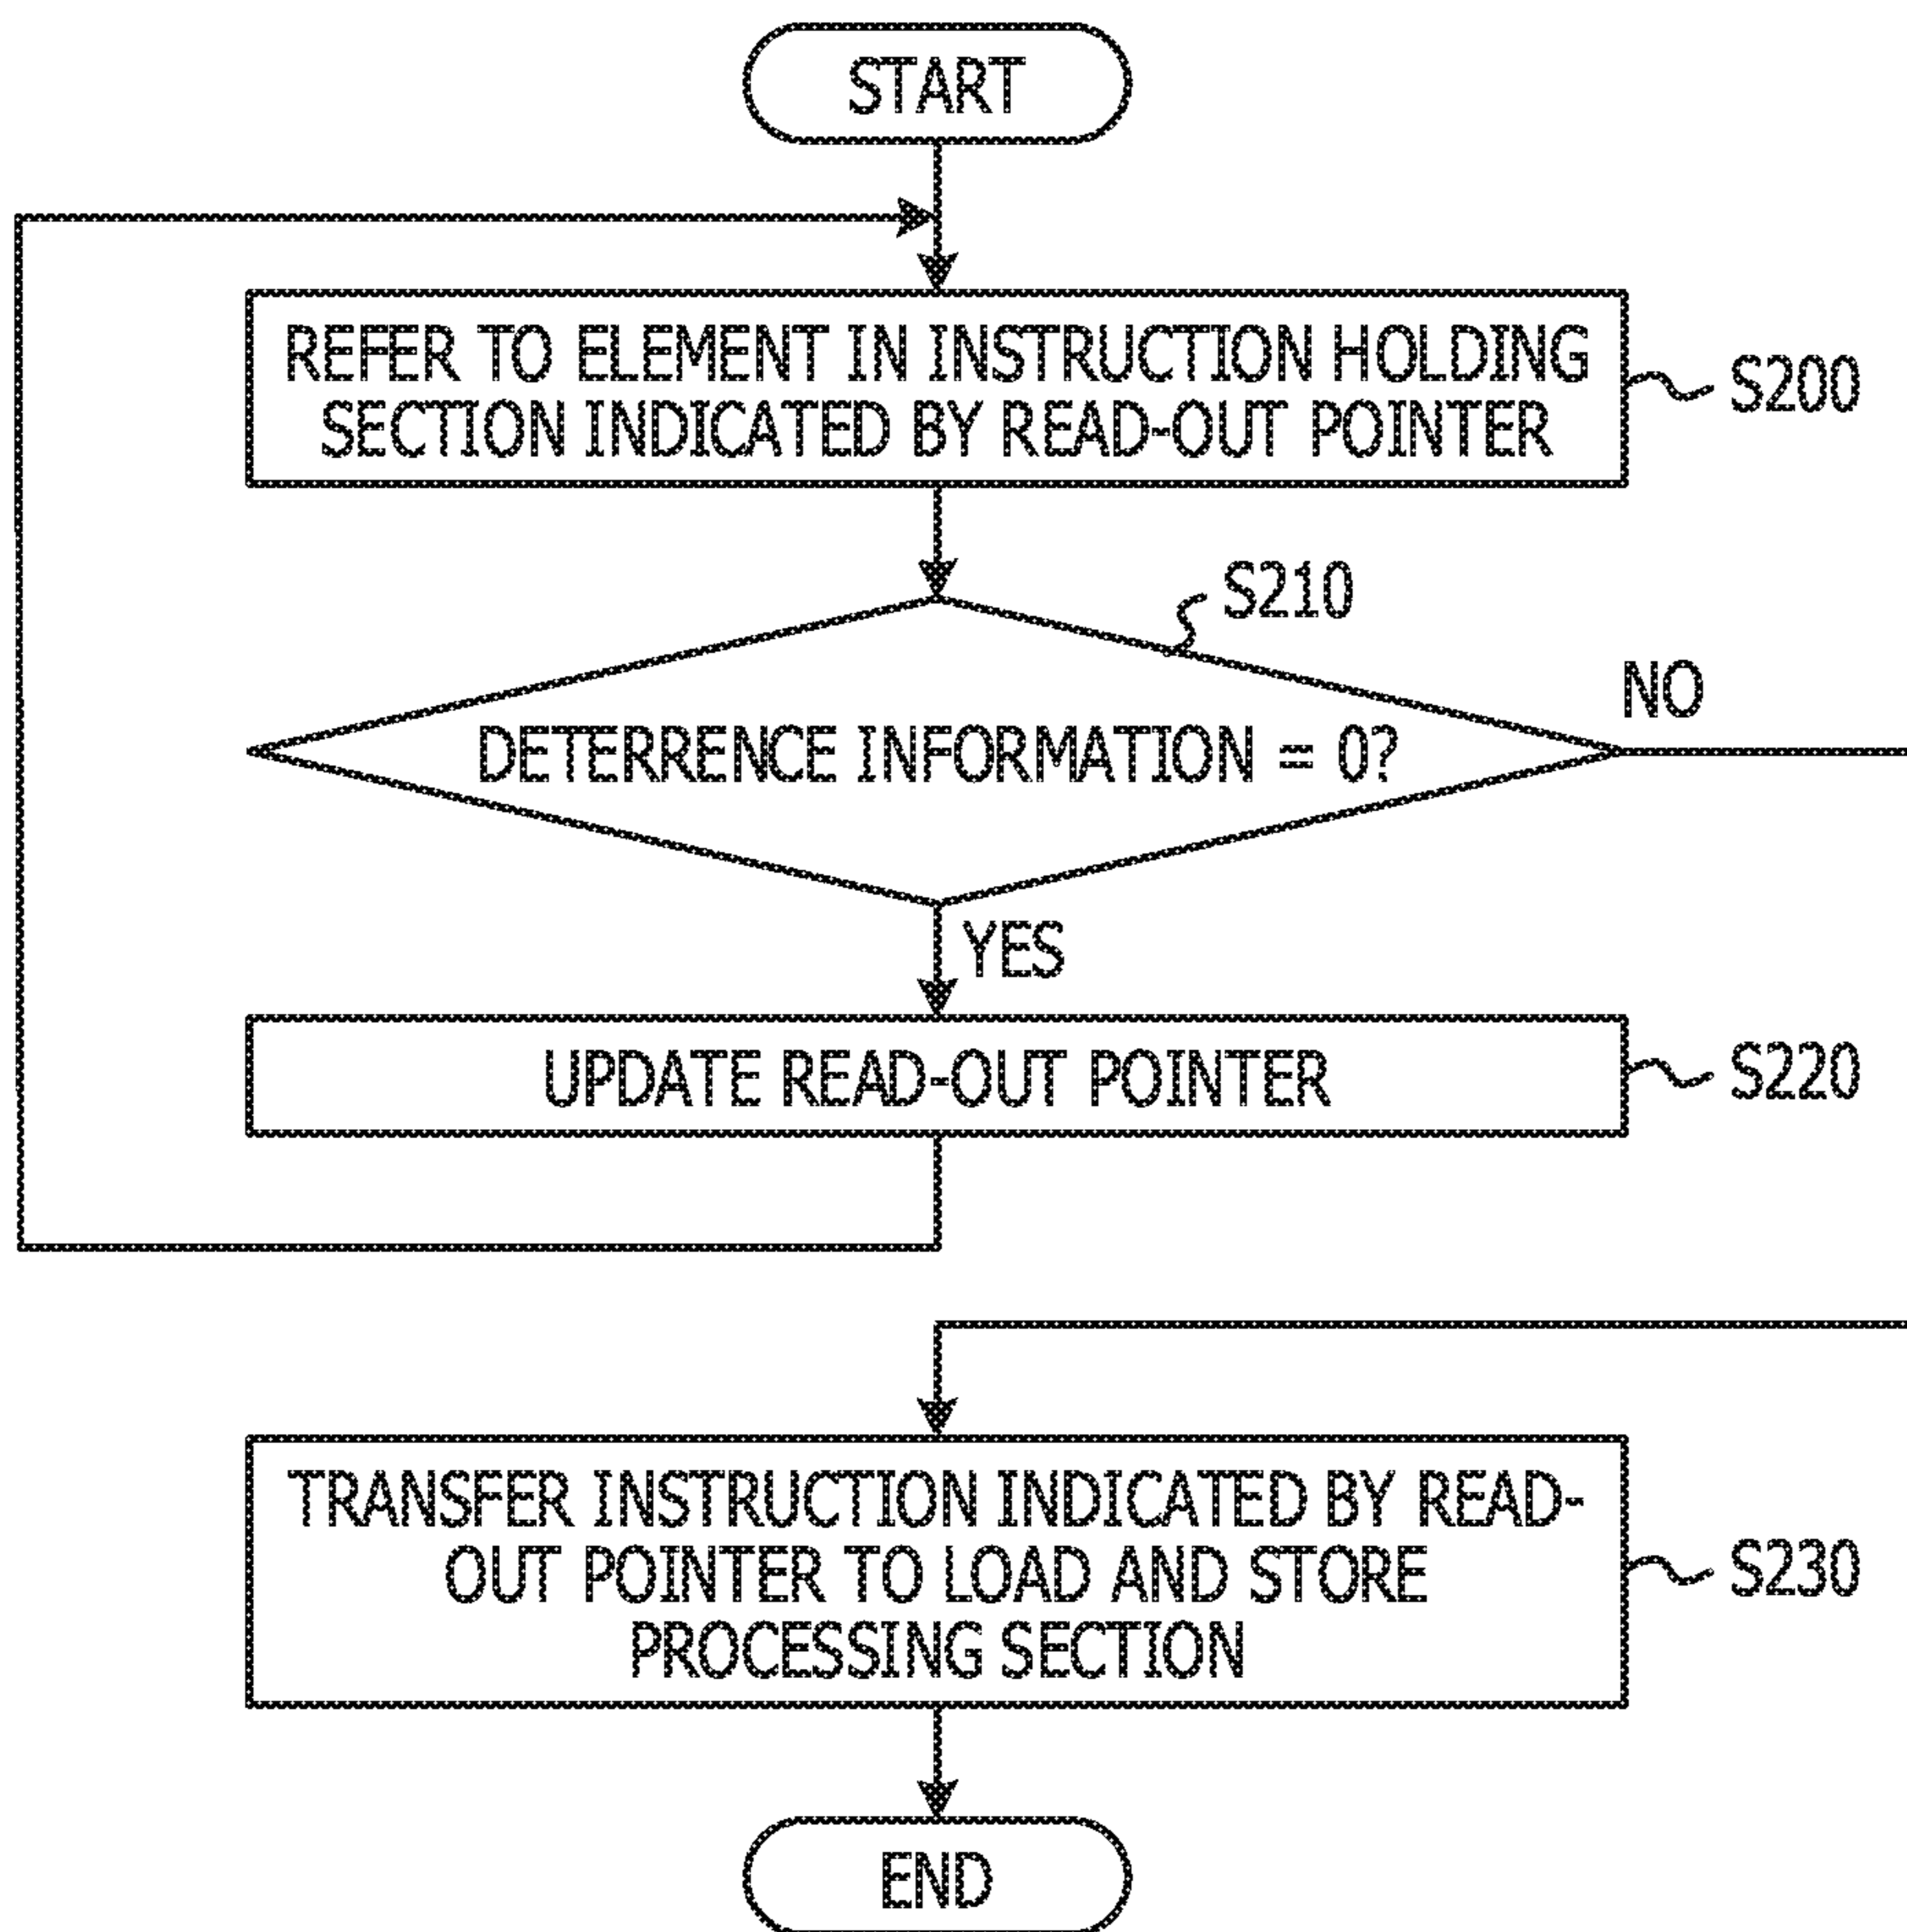 START
REFER TO ELEMENT IN INSTRUCTION HOLDING
SECTION INDICATED BY READ-OUT POINTER
S200
S210
NO
DETERRENCE INFORMATION = 0?
YES
UPDATE READ-OUT POINTER
S220
TRANSFER INSTRUCTION INDICATED BY READ-
OUT POINTER TO LOAD AND STORE
PROCESSING SECTION
S230
END